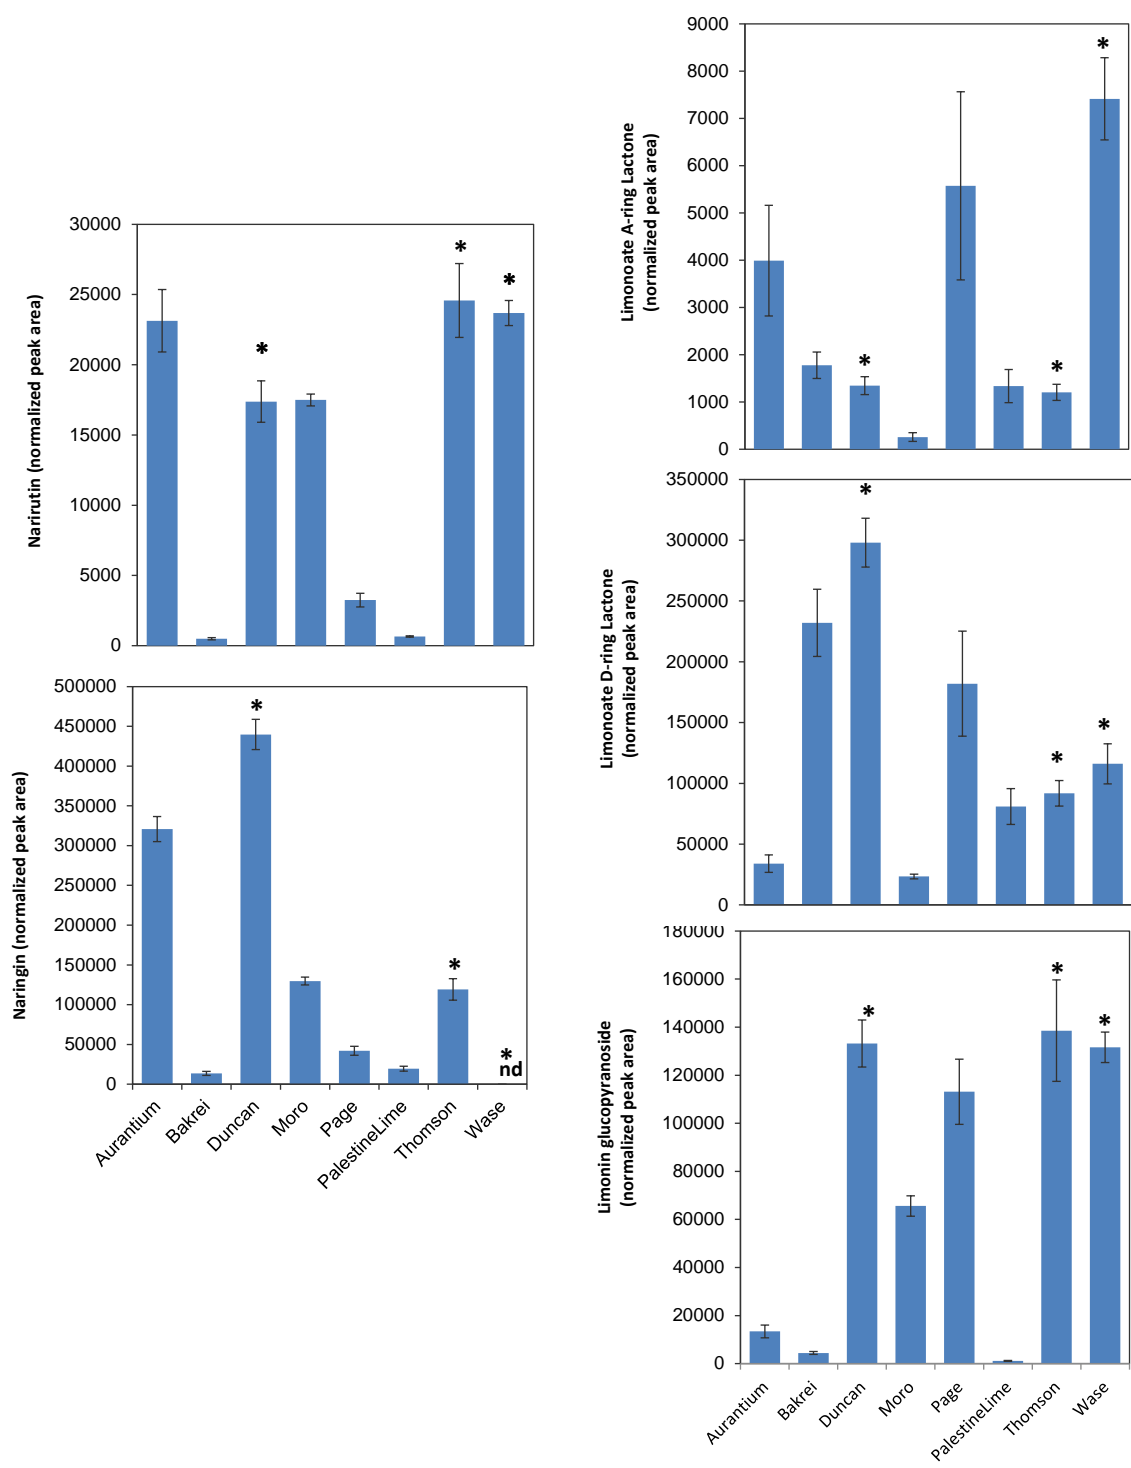 Narirutin (normalized peak area)
30000
25000
20000
15000
10000
5000
0
*
*
*
Naringin (normalized peak area)
500000
450000
400000
350000
300000
250000
200000
150000
100000
50000
0
*
*
*
nd
Aurantium
Bakrei
Duncan
Moro
Page
PalestineLime
Thomson
Wase
Limonoate A-ring Lactone
(normalized peak area)
9000
8000
7000
6000
5000
4000
3000
2000
1000
0
*
*
*
Limonoate D-ring Lactone
(normalized peak area)
350000
300000
250000
200000
150000
100000
50000
0
*
*
*
Limonin glucopyranoside
(normalized peak area)
180000
160000
140000
120000
100000
80000
60000
40000
20000
0
*
*
*
Aurantium
Bakrei
Duncan
Moro
Page
PalestineLime
Thomson
Wase